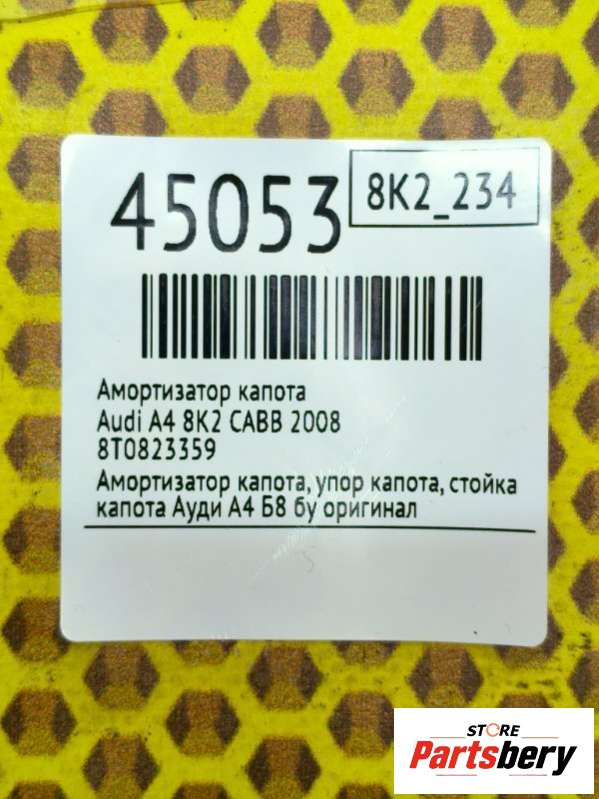 45053
8K2_234
Амортизатор капота
Audi A4 8K2 CABB 2008
8T0823359
Амортизатор капота, упор капота, стойка
капота Ауди А4 Б8 бу оригинал
STORE
Partsbery